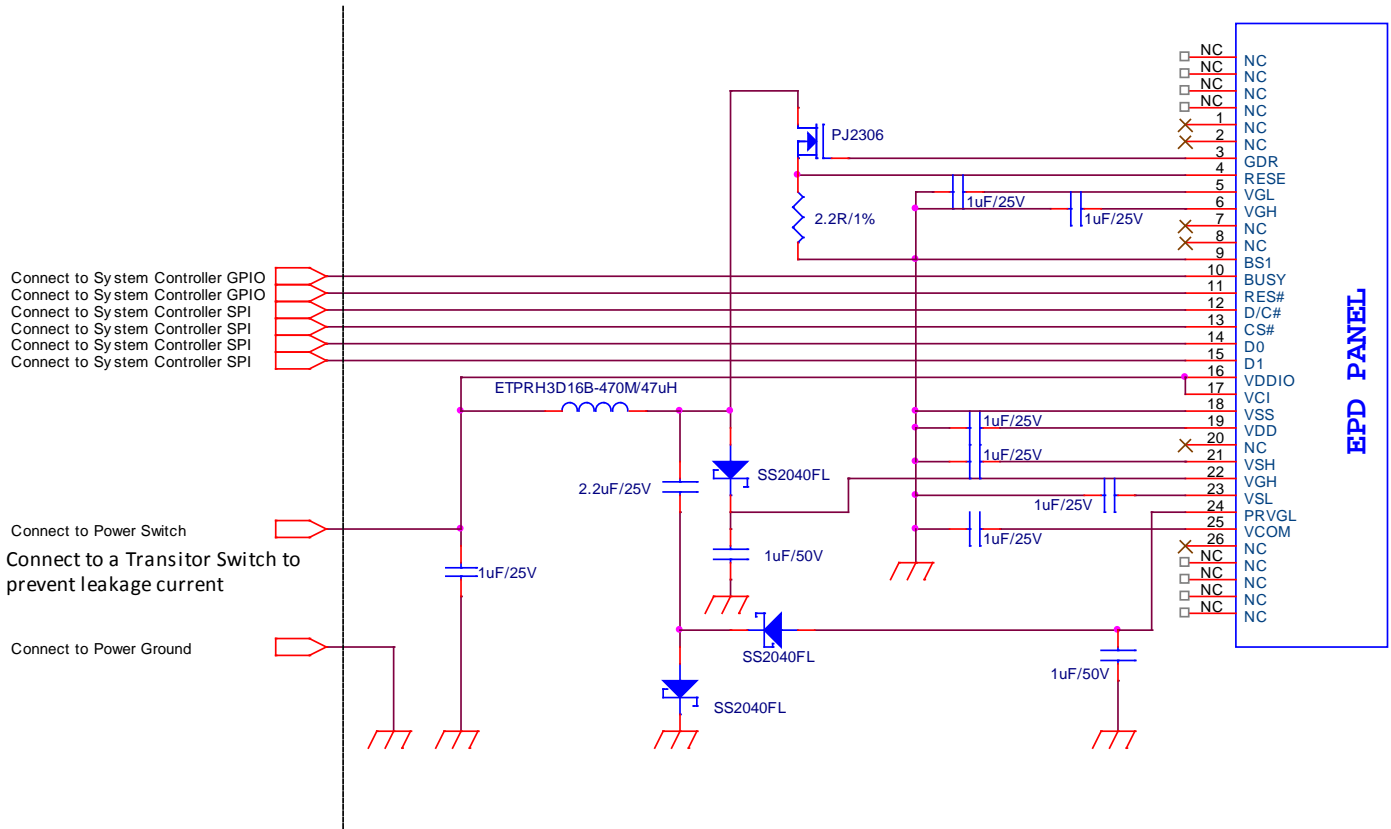 NC NC
NC NC
NC NC
NC NC
1 NC
2 NC
PJ2306
3 GDR
4 RESE
1uF/25V
5 VGL
2.2R/1%
1uF/25V
6 VGH
7 NC
8 NC
9 BS1
Connect to System Controller GPIO
10 BUSY
Connect to System Controller GPIO
11 RES#
Connect to System Controller SPI
12 D/C#
Connect to System Controller SPI
13 CS#
Connect to System Controller SPI
14 D0
Connect to System Controller SPI
15 D1
EPD PANEL
16 VDDIO
ETPRH3D16B-470M/47uH
17 VCI
18 VSS
1uF/25V
19 VDD
20 NC
1uF/25V
21 VSH
SS2040FL
22 VGH
2.2uF/25V
23 VSL
1uF/25V
24 PRVGL
Connect to Power Switch
25 VCOM
1uF/25V
26 NC
1uF/50V
Connect to a Transitor Switch to
prevent leakage current
1uF/25V
NC NC
NC NC
NC NC
NC NC
Connect to Power Ground
SS2040FL
1uF/50V
SS2040FL